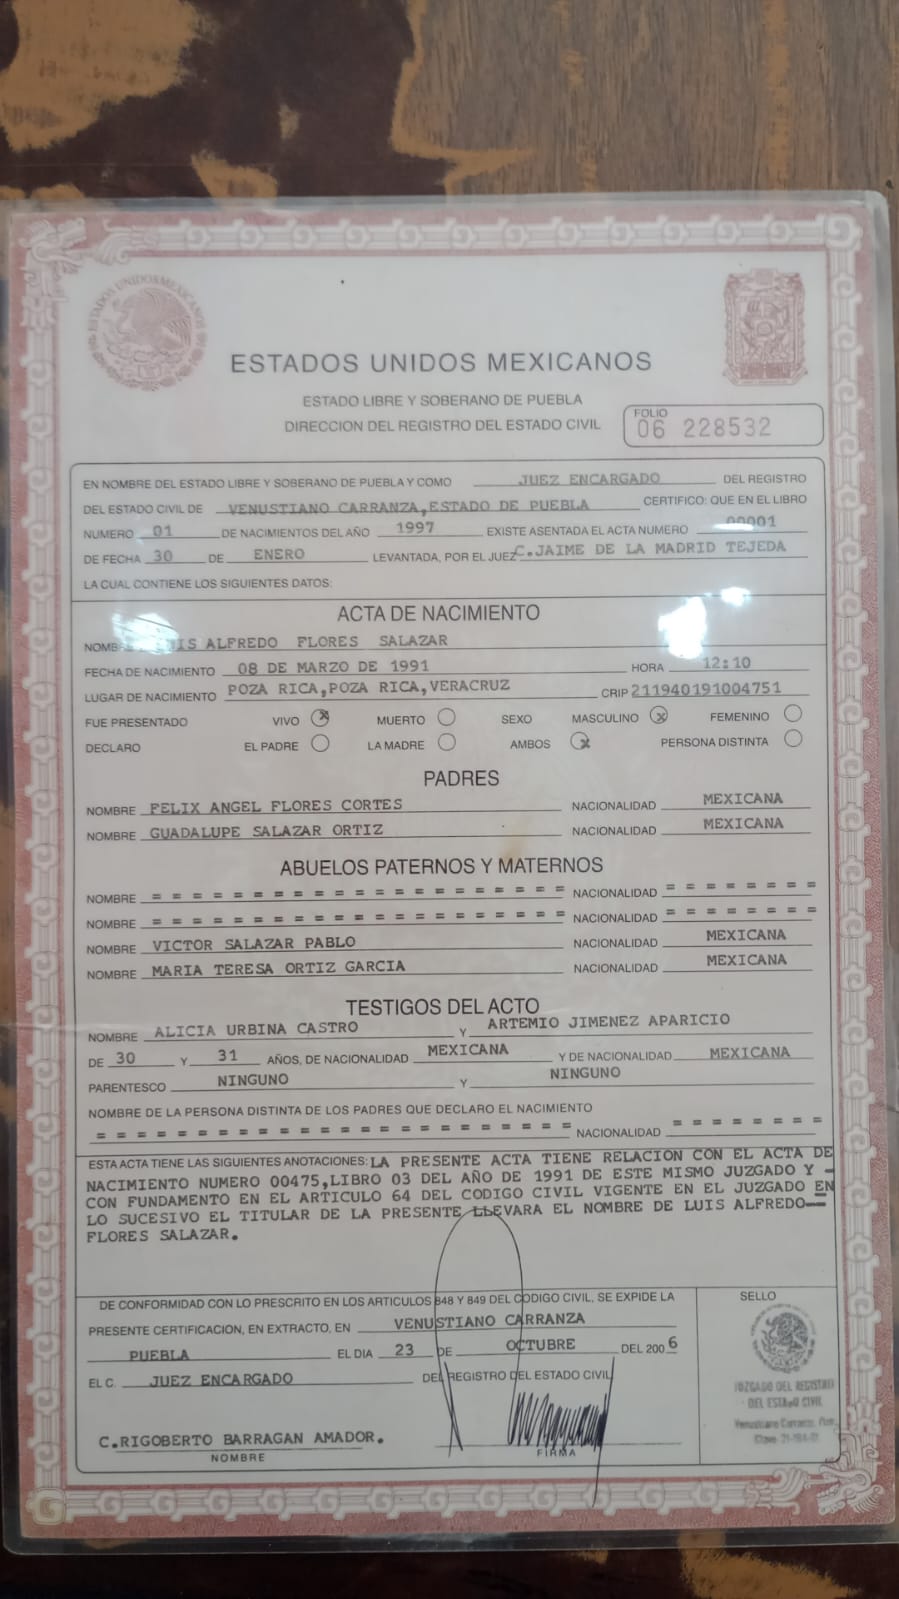 ESTADOS UNIDOS MEXICANOS
ESTADOS UNIDOS MEXICANOS
ESTADO LIBRE Y SOBERANO DE PUEBLA
DIRECCION DEL REGISTRO DEL ESTADO CIVIL
FOLIO
06 228532
EN NOMBRE DEL ESTADO LIBRE Y SOBERANO DE PUEBLA Y COMO JUEZ ENCARGADO DEL REGISTRO
DEL ESTADO CIVIL DE VENUSTIANO CARRANZA,ESTADO DE PUEBLA CERTIFICO: QUE EN EL LIBRO
NUMERO 01 DE NACIMIENTOS DEL AÑO 1997 EXISTE ASENTADA EL ACTA NUMERO 00001
DE FECHA 30 DE ENERO LEVANTADA, POR EL JUEZ C.JAIME DE LA MADRID TEJEDA
LA CUAL CONTIENE LOS SIGUIENTES DATOS:
ACTA DE NACIMIENTO
ALFREDO FLORES SALAZAR
FECHA DE NACIMIENTO 08 DE MARZO DE 1991 HORA 12:10
LUGAR DE NACIMIENTO POZA RICA,POZA RICA,VERACRUZ CRIP 211940191004751
FUE PRESENTADO VIVO X MUERTO SEXO MASCULINO X FEMENINO
DECLARO EL PADRE LA MADRE AMBOS X PERSONA DISTINTA
PADRES
NOMBRE FELIX ANGEL FLORES CORTES NACIONALIDAD MEXICANA
NOMBRE GUADALUPE SALAZAR ORTIZ NACIONALIDAD MEXICANA
ABUELOS PATERNOS Y MATERNOS
NOMBRE = = = = = = = = = = = = = = = = = = = = = NACIONALIDAD = = = = = = = =
NOMBRE = = = = = = = = = = = = = = = = = = = = = NACIONALIDAD = = = = = = = =
NOMBRE VICTOR SALAZAR PABLO NACIONALIDAD MEXICANA
NOMBRE MARIA TERESA ORTIZ GARCIA NACIONALIDAD MEXICANA
TESTIGOS DEL ACTO
NOMBRE ALICIA URBINA CASTRO Y ARTEMIO JIMENEZ APARICIO
DE 30 Y 31 AÑOS, DE NACIONALIDAD MEXICANA Y DE NACIONALIDAD MEXICANA
PARENTESCO NINGUNO Y NINGUNO
NOMBRE DE LA PERSONA DISTINTA DE LOS PADRES QUE DECLARO EL NACIMIENTO
= = = = = = = = = = = = = = = = = = = = = = = = NACIONALIDAD = = = = = = = =
ESTA ACTA TIENE LAS SIGUIENTES ANOTACIONES: LA PRESENTE ACTA TIENE RELACION CON EL ACTA DE
NACIMIENTO NUMERO 00475,LIBRO 03 DEL AÑO DE 1991 DE ESTE MISMO JUZGADO Y -
CON FUNDAMENTO EN EL ARTICULO 64 DEL CODIGO CIVIL VIGENTE EN EL JUZGADO EN
LO SUCESIVO EL TITULAR DE LA PRESENTE LLEVARA EL NOMBRE DE LUIS ALFREDO--
FLORES SALAZAR.
DE CONFORMIDAD CON LO PRESCRITO EN LOS ARTICULOS 848 Y 849 DEL CODIGO CIVIL, SE EXPIDE LA
PRESENTE CERTIFICACION, EN EXTRACTO, EN VENUSTIANO CARRANZA
PUEBLA EL DIA 23 DE OCTUBRE DEL 2006
EL C. JUEZ ENCARGADO DEL REGISTRO DEL ESTADO CIVIL
C.RIGOBERTO BARRAGAN AMADOR.
NOMBRE
FIRMA
SELLO
JUZGADO DEL REGISTRO
DEL ESTADO CIVIL
Venustiano Carranza, Pue.